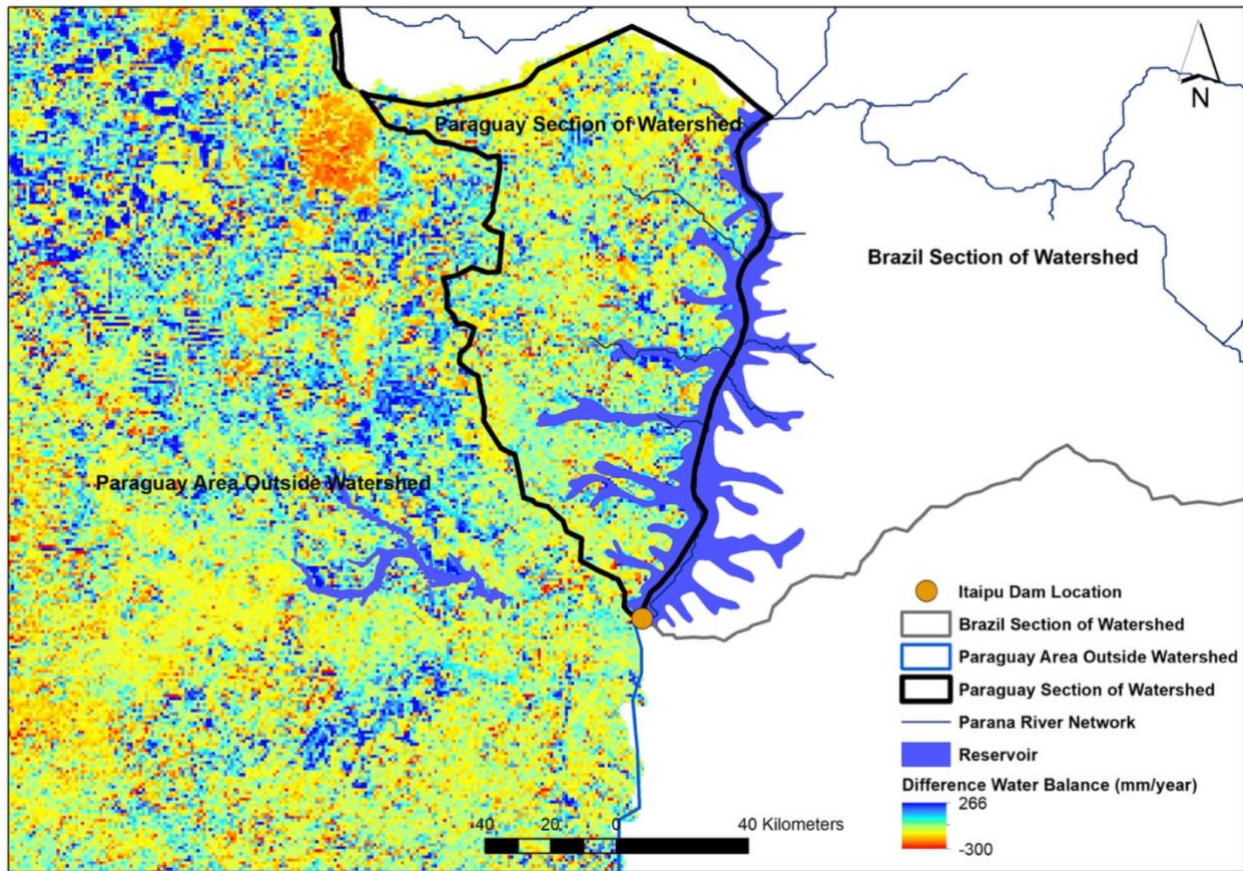 N
Paraguay Section of Watershed
Brazil Section of Watershed
Paraguay Area Outside Watershed
Itaipu Dam Location
Brazil Section of Watershed
Paraguay Area Outside Watershed
Paraguay Section of Watershed
Parana River Network
Reservoir
Difference Water Balance (mm/year)
266
-300
40 20 0 40 Kilometers